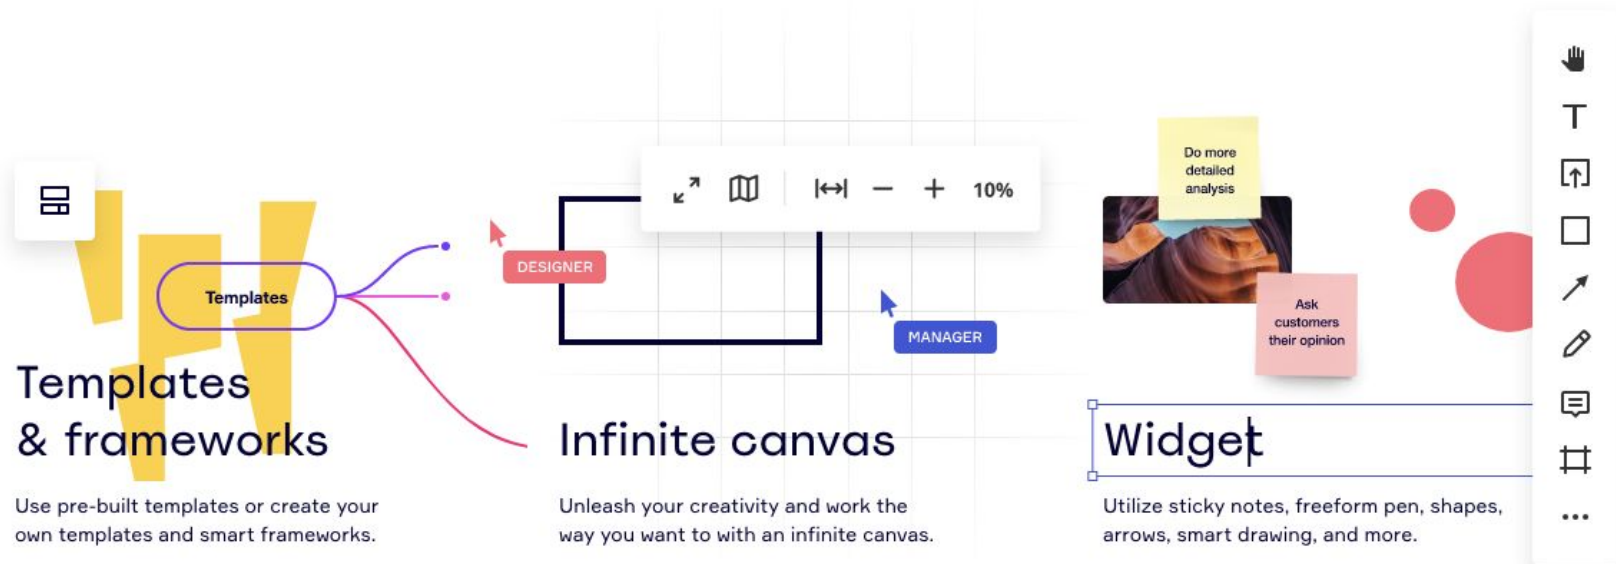 Templates
Templates
& frameworks
Use pre-built templates or create your
own templates and smart frameworks.
10%
DESIGNER
MANAGER
Infinite canvas
Unleash your creativity and work the
way you want to with an infinite canvas.
Do more
detailed
analysis
Ask
customers
their opinion
Widget
Utilize sticky notes, freeform pen, shapes,
arrows, smart drawing, and more.
T